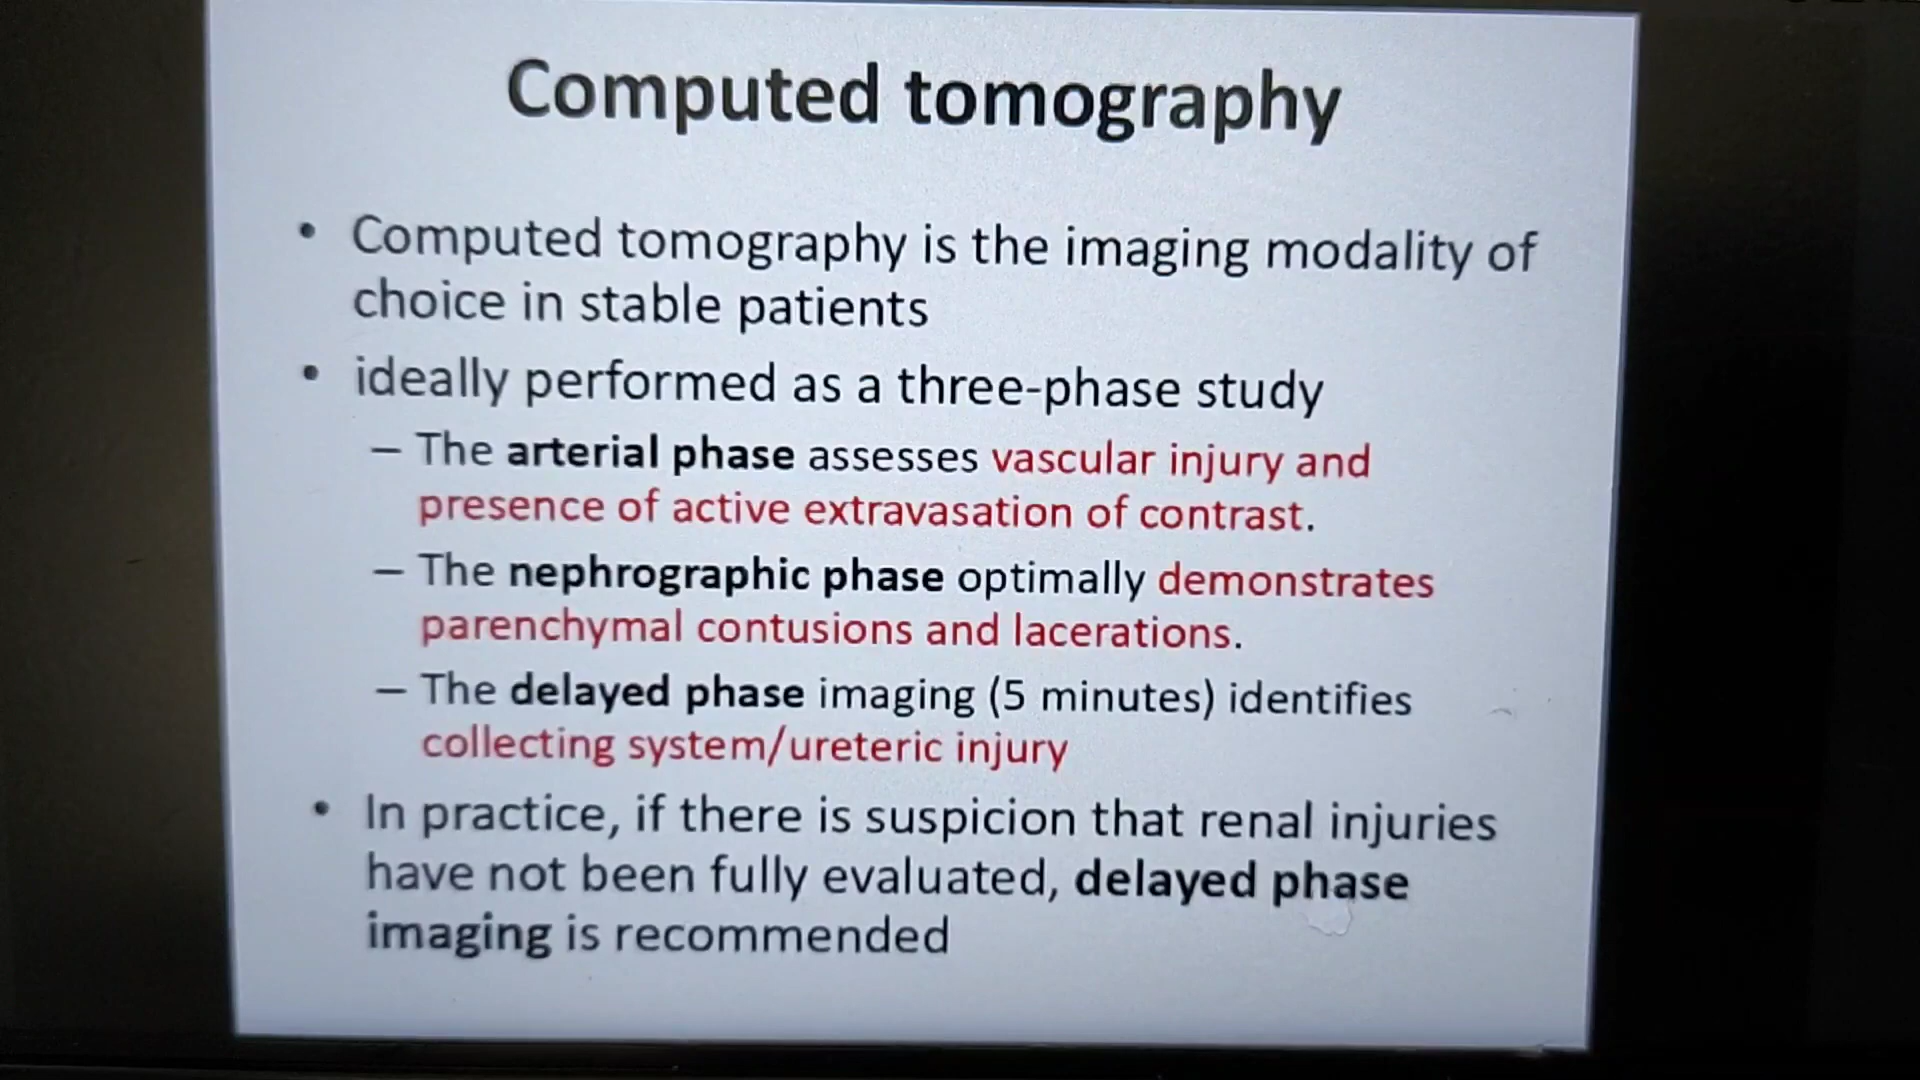 Computed tomography
• Computed tomography is the imaging modality of
choice in stable patients
• ideally performed as a three-phase study
– The arterial phase assesses vascular injury and
presence of active extravasation of contrast.
– The nephrographic phase optimally demonstrates
parenchymal contusions and lacerations.
– The delayed phase imaging (5 minutes) identifies
collecting system/ureteric injury
• In practice, if there is suspicion that renal injuries
have not been fully evaluated, delayed phase
imaging is recommended